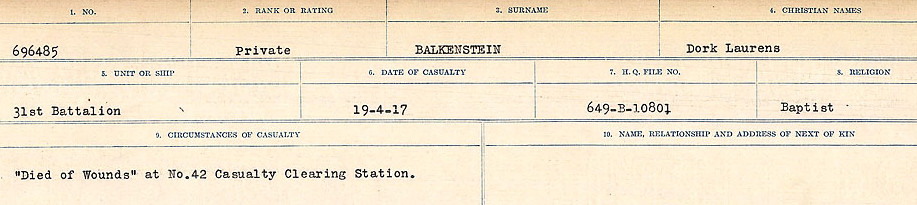 1. NO. 2. RANK OR RATING 3. SURNAME 4. CHRISTIAN NAMES
696485 Private BALKENSTEIN Dork Laurens
5. UNIT OR SHIP 6. DATE OF CASUALTY 7. H. Q. FILE NO. 8. RELIGION
31st Battalion 19-4-17 649-B-10801 Baptist
9. CIRCUMSTANCES OF CASUALTY 10. NAME, RELATIONSHIP AND ADDRESS OF NEXT OF KIN
"Died of Wounds" at No.42 Casualty Clearing Station.